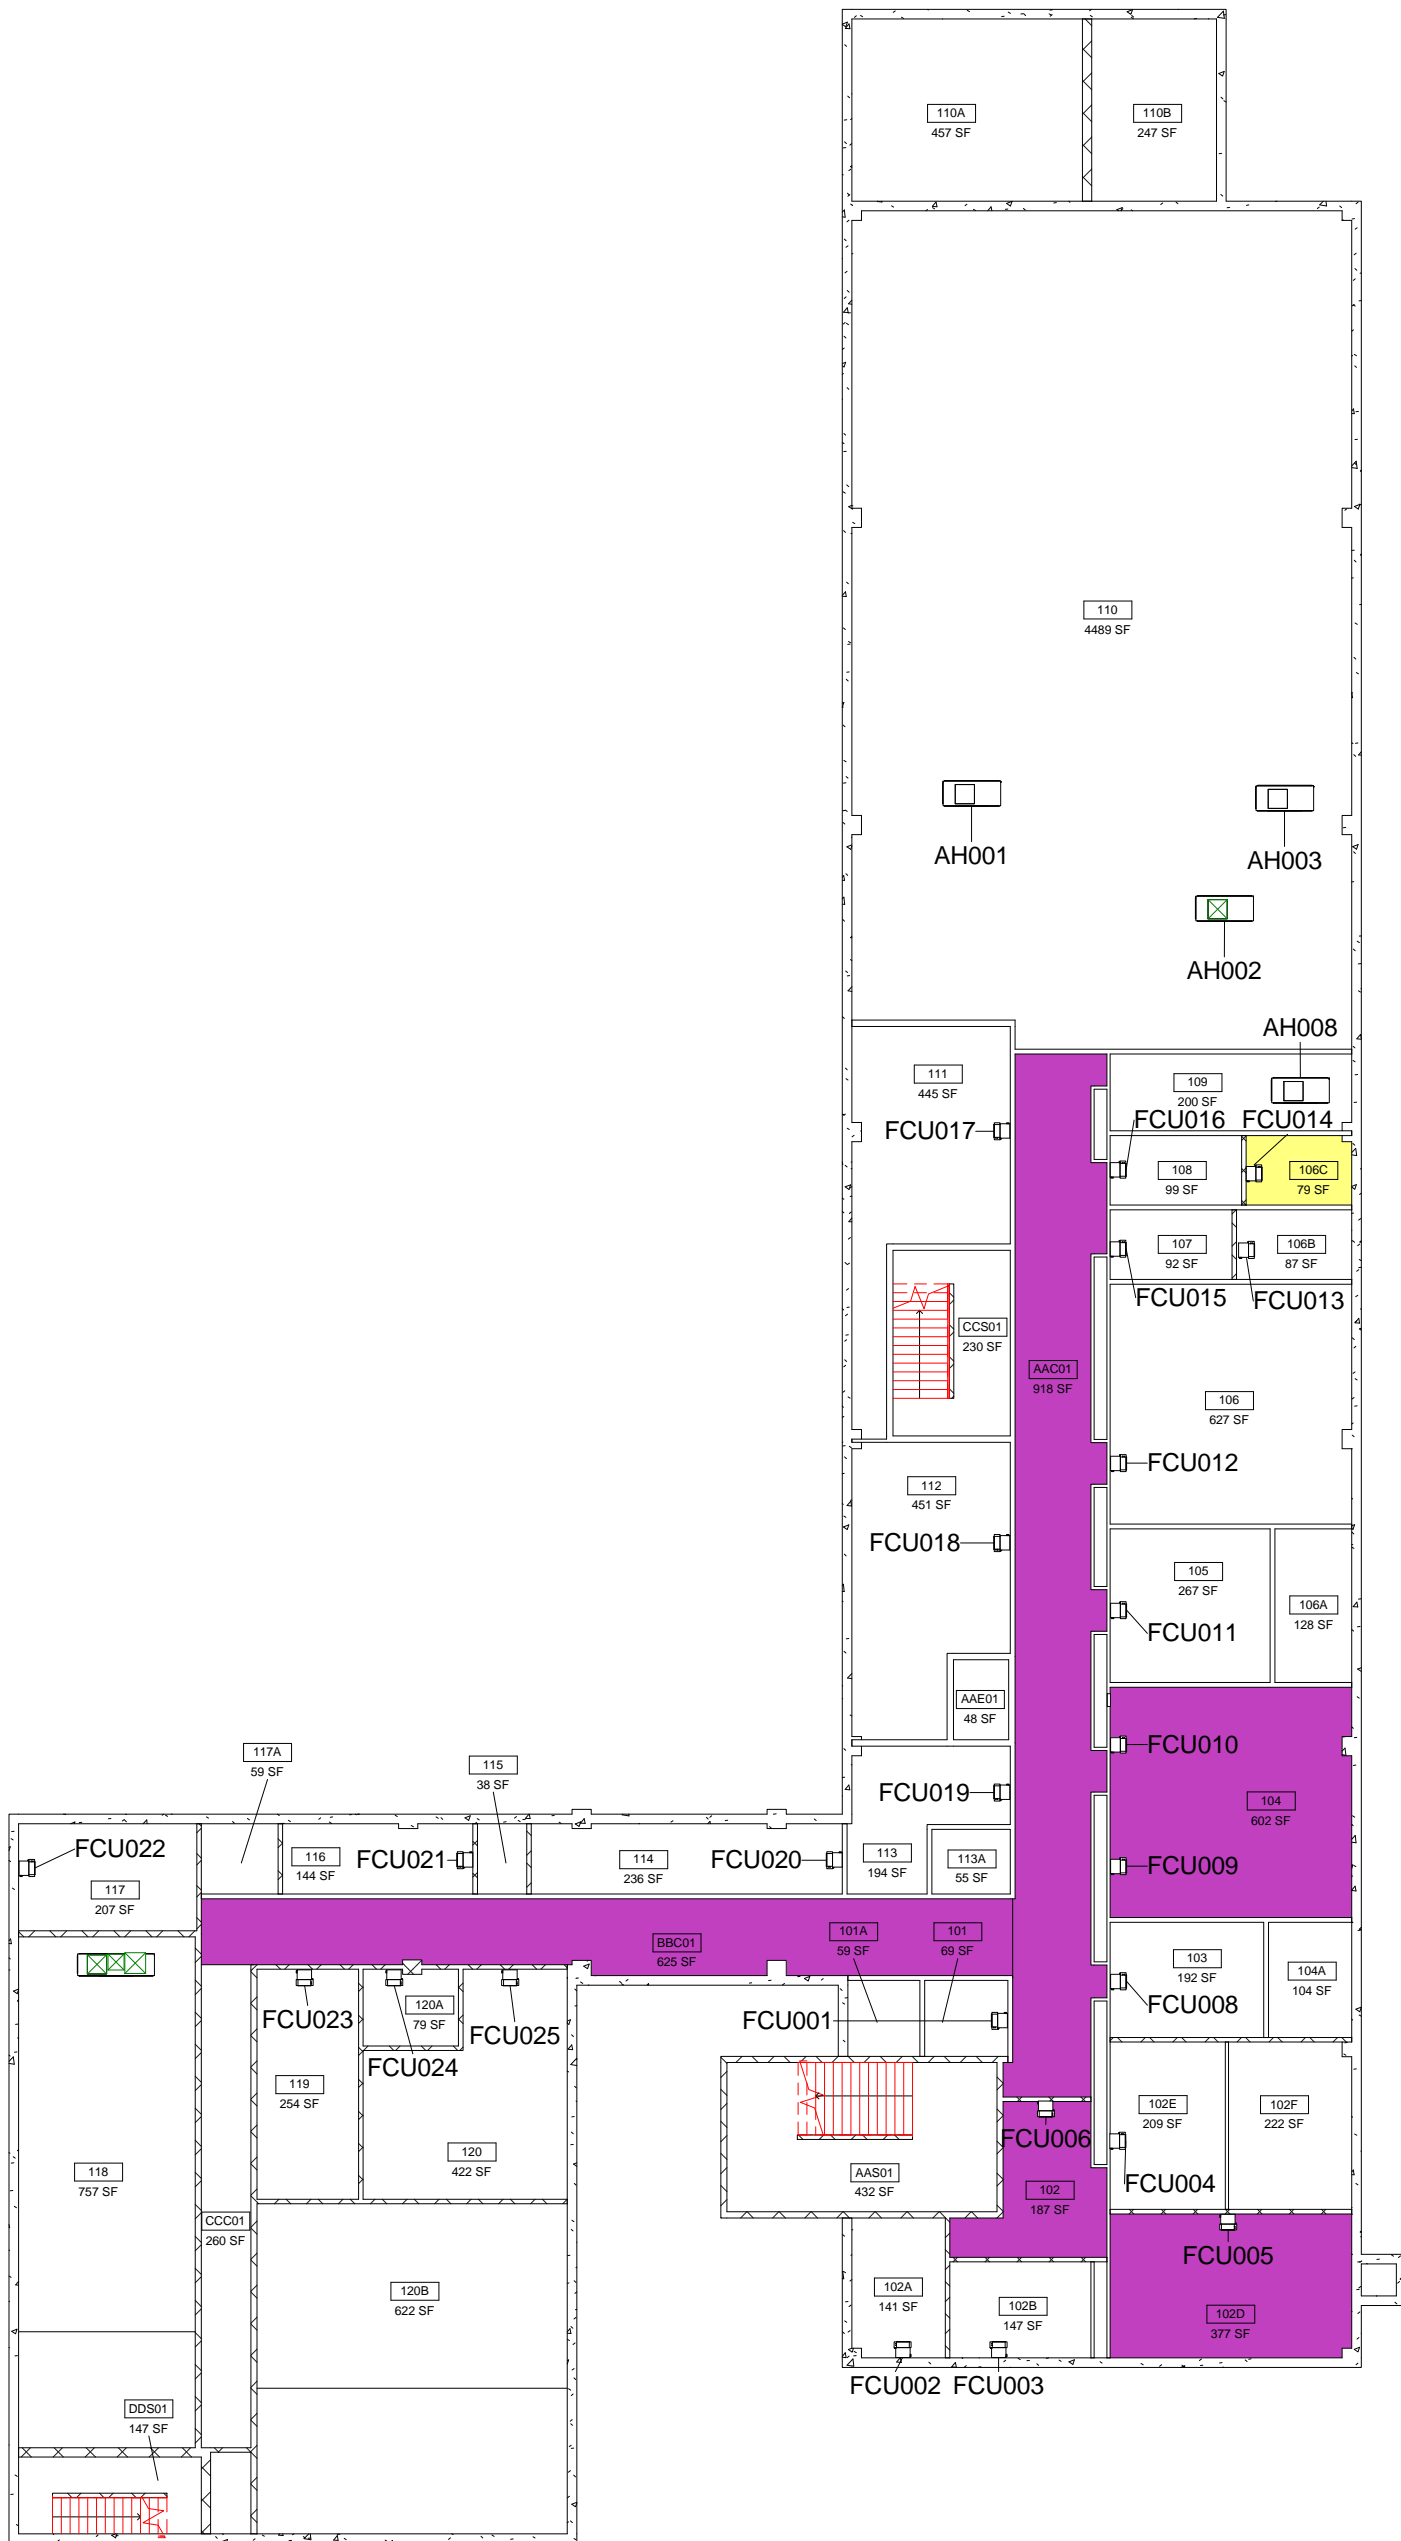 110A
457 SF
110B
247 SF
110
4489 SF
AH001
AH003
AH002
AH008
111
445 SF
109
200 SF
FCU017
FCU016
FCU014
108
99 SF
106C
79 SF
107
92 SF
106B
87 SF
FCU015
FCU013
CCS01
230 SF
AAC01
918 SF
106
627 SF
FCU012
112
451 SF
FCU018
105
267 SF
106A
128 SF
FCU011
AAE01
48 SF
FCU010
117A
59 SF
115
38 SF
FCU019
104
602 SF
FCU022
116
144 SF
FCU021
114
236 SF
FCU020
113
194 SF
113A
55 SF
FCU009
117
207 SF
BBC01
625 SF
101A
59 SF
101
69 SF
103
192 SF
104A
104 SF
FCU008
FCU023
120A
79 SF
FCU025
FCU001
FCU024
119
254 SF
102E
209 SF
102F
222 SF
FCU006
120
422 SF
118
757 SF
AAS01
432 SF
FCU004
102
187 SF
CCC01
260 SF
FCU005
120B
622 SF
102A
141 SF
102B
147 SF
102D
377 SF
FCU002
FCU003
DDS01
147 SF